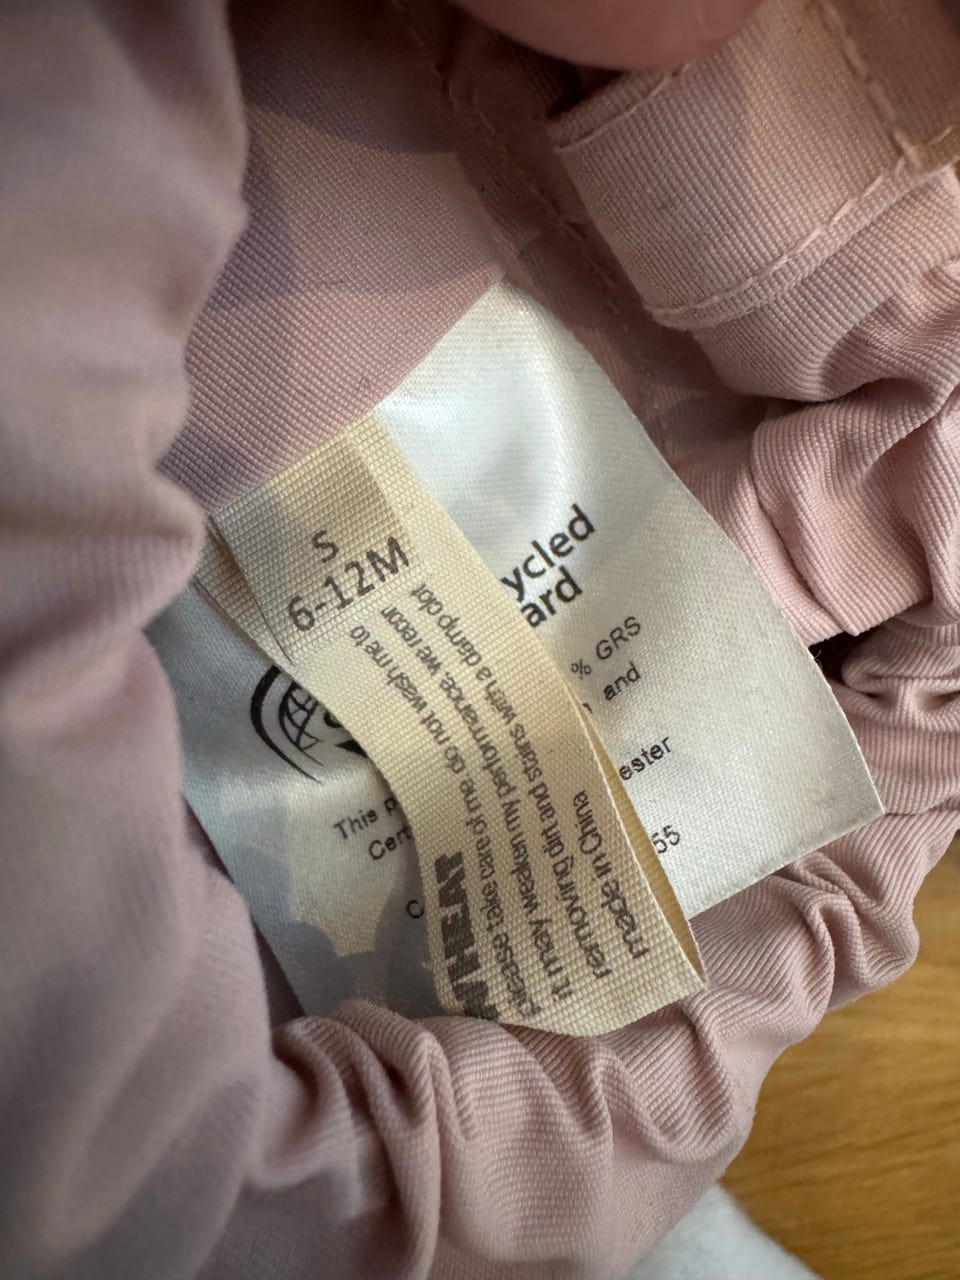 S
6-12M
WHEAT
Please take care of me, do not wash me to
it may weaken my performance, we recom
removing dirt and stains with a damp clot
made in China
ycled
ard
% GRS
and
ester
55
This p
Cert
C